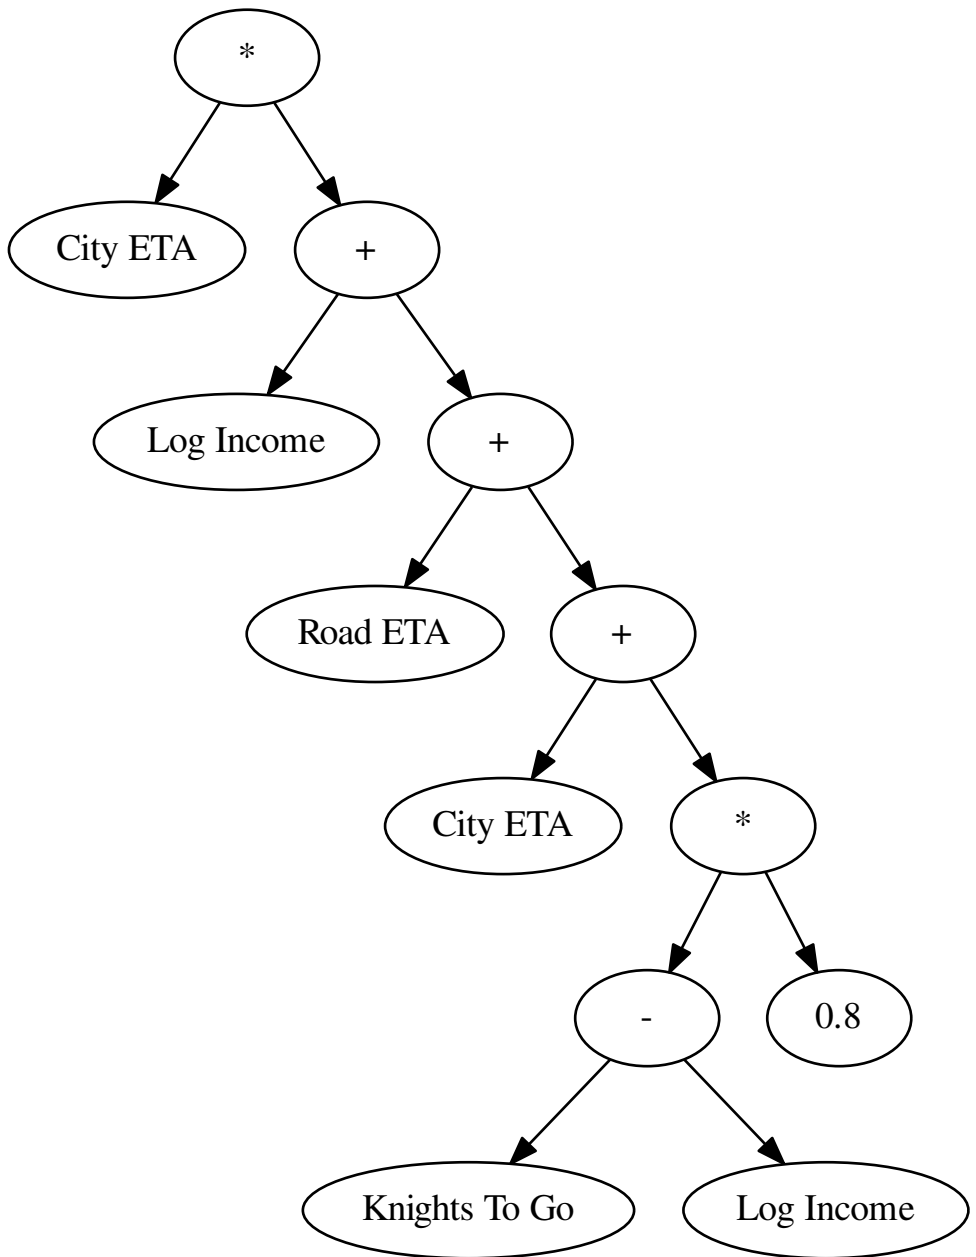 *
City ETA
+
Log Income
+
Road ETA
+
City ETA
*
-
0.8
Knights To Go
Log Income